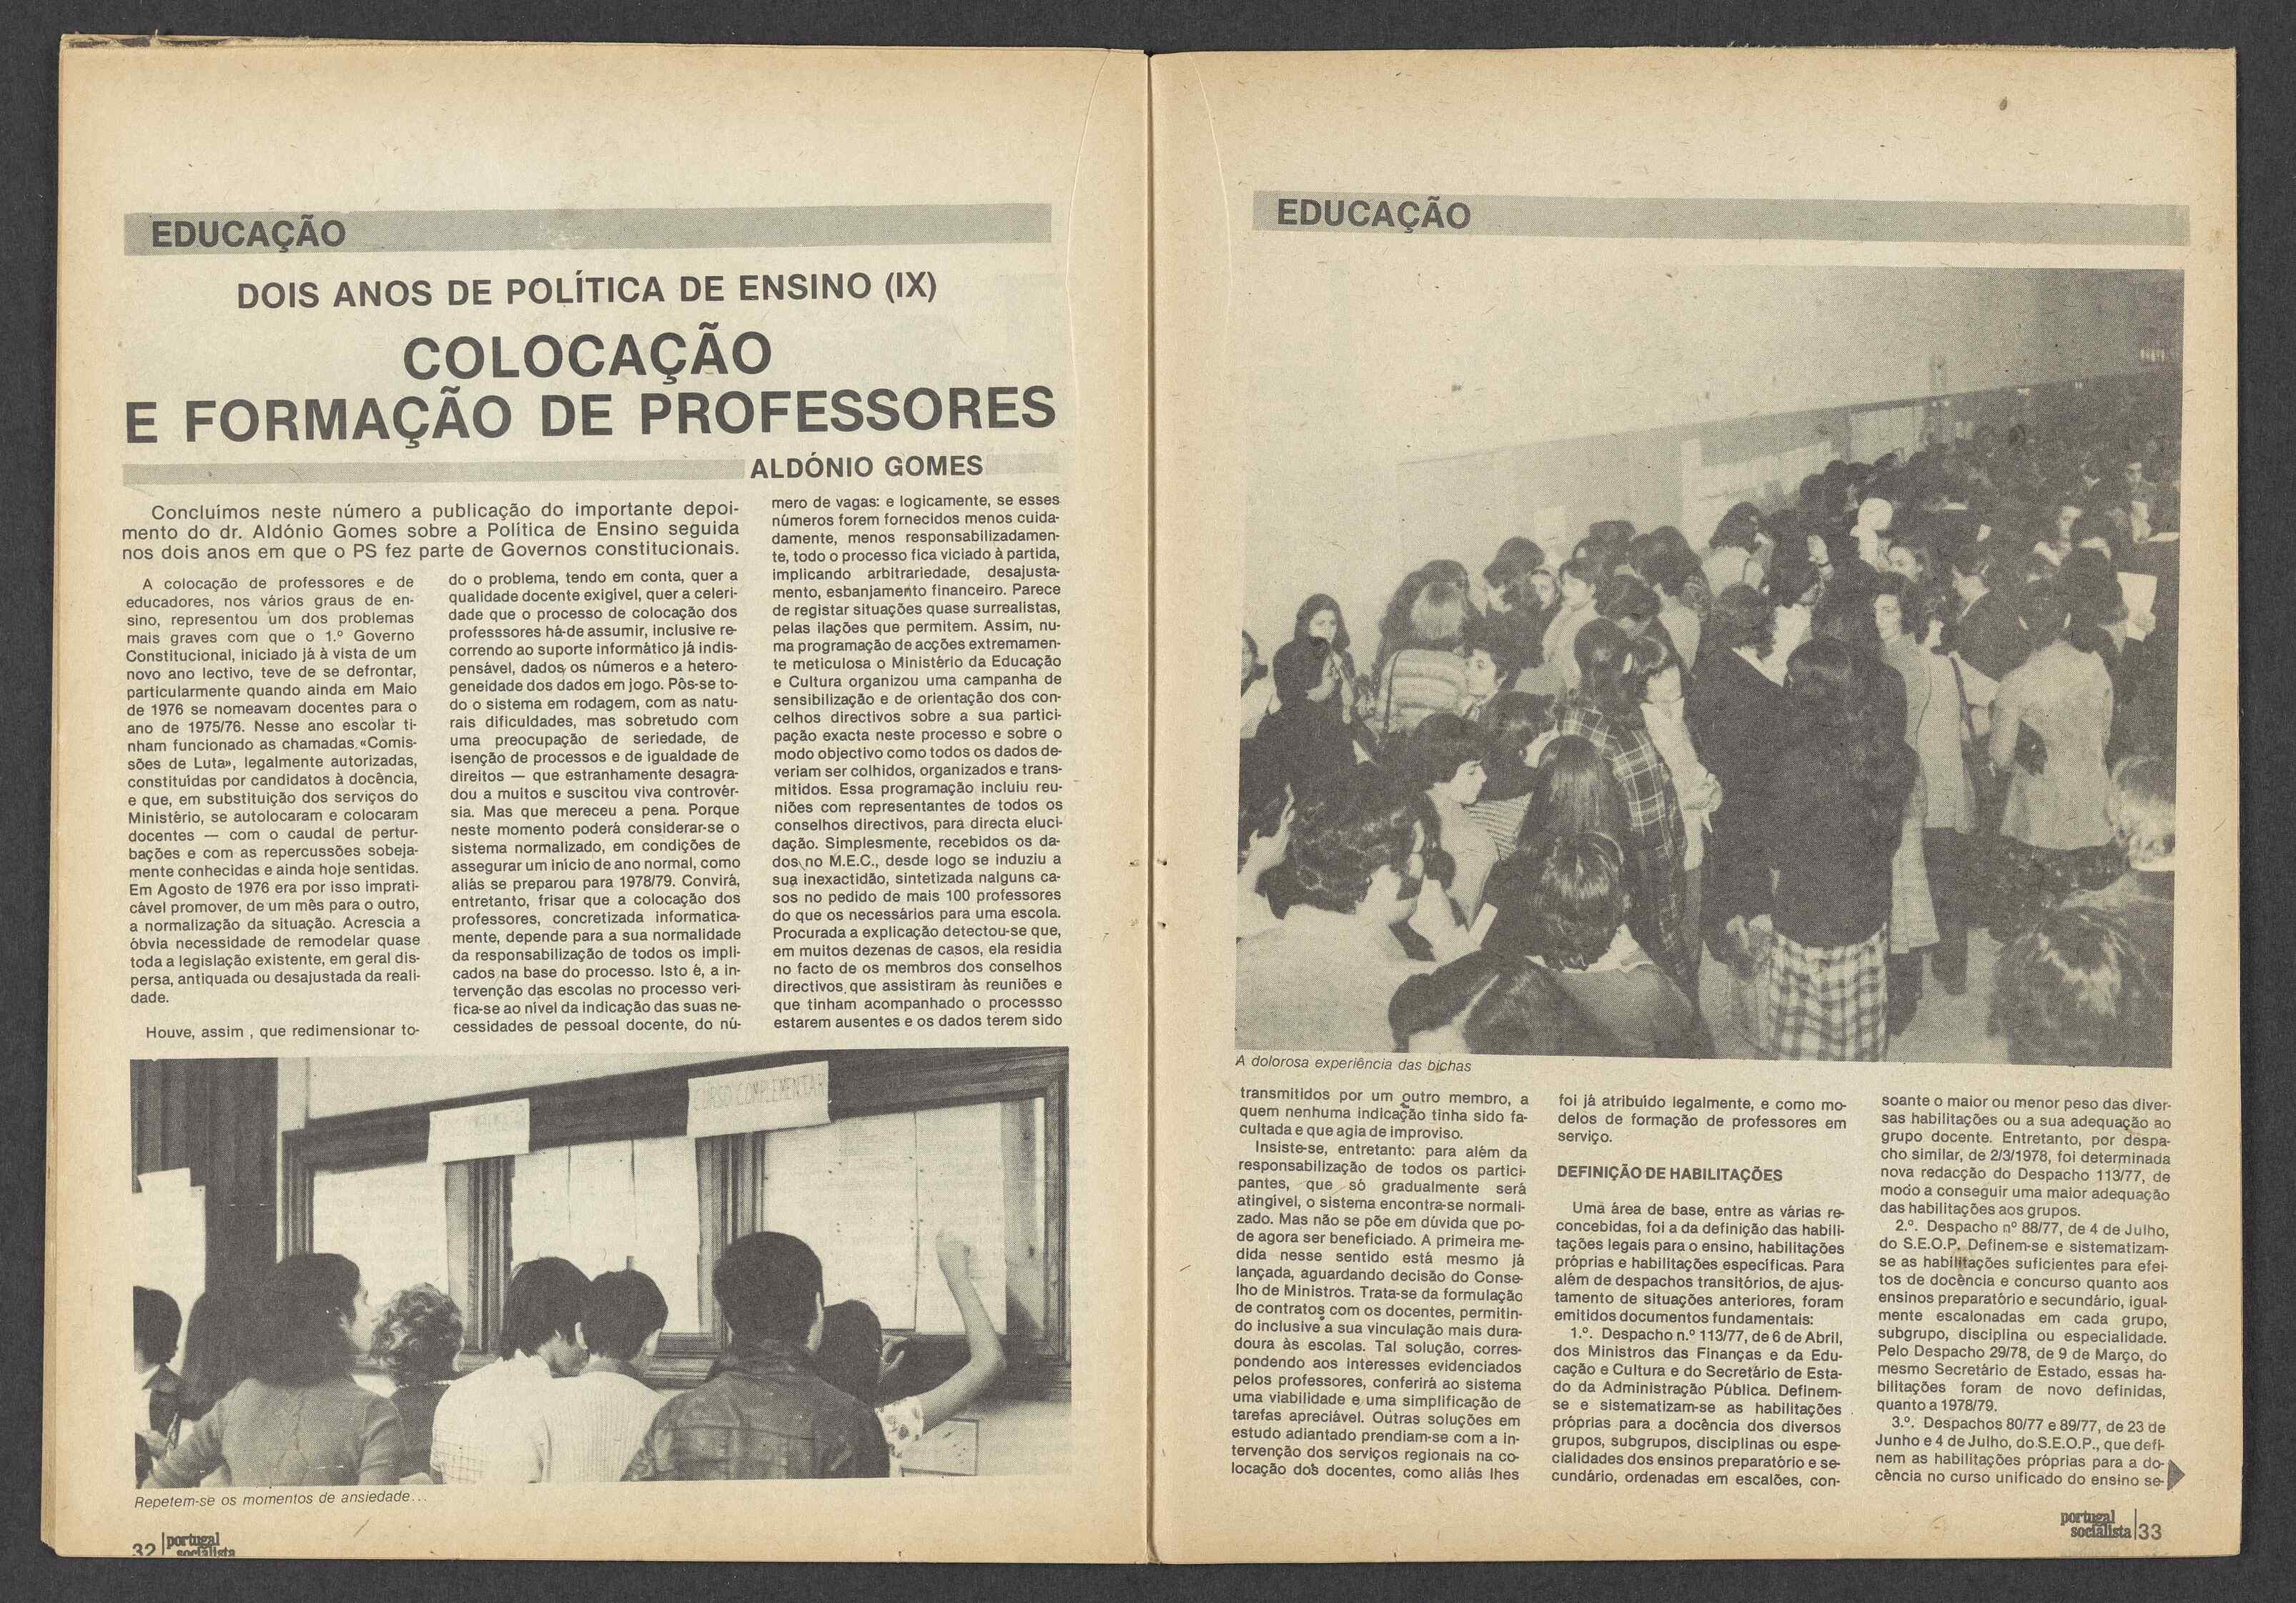 EDUCAÇÃO
DOIS ANOS DE POLÍTICA DE ENSINO (IX)
COLOCAÇÃO
E FORMAÇÃO DE PROFESSORES
ALDÓNIO GOMES
Concluímos neste número a publicação do importante depoi-
mento do dr. Aldónio Gomes sobre a Política de Ensino seguida
nos dois anos em que o PS fez parte de Governos constitucionais.
A colocação de professores e de
educadores, nos vários graus de en-
sino, representou um dos problemas
mais graves com que o 1.º Governo
Constitucional, iniciado já à vista de um
novo ano lectivo, teve de se defrontar,
particularmente quando ainda em Maio
de 1976 se nomeavam docentes para o
ano de 1975/76. Nesse ano escolar ti-
nham funcionado as chamadas «Comis-
sões de Luta», legalmente autorizadas,
constituídas por candidatos à docência,
e que, em substituição dos serviços do
Ministério, se autolocaram e colocaram
docentes — com o caudal de pertur-
bações e com as repercussões sobeja-
mente conhecidas e ainda hoje sentidas.
Em Agosto de 1976 era por isso imprati-
cável promover, de um mês para o outro,
a normalização da situação. Acrescia a
óbvia necessidade de remodelar quase
toda a legislação existente, em geral dis-
persa, antiquada ou desajustada da reali-
dade.
Houve, assim , que redimensionar to-
do o problema, tendo em conta, quer a
qualidade docente exigível, quer a celeri-
dade que o processo de colocação dos
professsores há-de assumir, inclusive re-
correndo ao suporte informático já indis-
pensável, dados os números e a hetero-
geneidade dos dados em jogo. Pôs-se to-
do o sistema em rodagem, com as natu-
rais dificuldades, mas sobretudo com
uma preocupação de seriedade, de
isenção de processos e de igualdade de
direitos — que estranhamente desagra-
dou a muitos e suscitou viva controvér-
sia. Mas que mereceu a pena. Porque
neste momento poderá considerar-se o
sistema normalizado, em condições de
assegurar um início de ano normal, como
aliás se preparou para 1978/79. Convirá,
entretanto, frisar que a colocação dos
professores, concretizada informatica-
mente, depende para a sua normalidade
da responsabilização de todos os impli-
cados na base do processo. Isto é, a in-
tervenção das escolas no processo veri-
fica-se ao nível da indicação das suas ne-
cessidades de pessoal docente, do nú-
mero de vagas: e logicamente, se esses
números forem fornecidos menos cuida-
damente, menos responsabilizadamen-
te, todo o processo fica viciado à partida,
implicando arbitrariedade, desajusta-
mento, esbanjamento financeiro. Parece
de registar situações quase surrealistas,
pelas ilações que permitem. Assim, nu-
ma programação de acções extremamen-
te meticulosa o Ministério da Educação
e Cultura organizou uma campanha de
sensibilização e de orientação dos con-
celhos directivos sobre a sua partici-
pação exacta neste processo e sobre o
modo objectivo como todos os dados de-
veriam ser colhidos, organizados e trans-
mitidos. Essa programação incluiu reu-
niões com representantes de todos os
conselhos directivos, para directa eluci-
dação. Simplesmente, recebidos os da-
dos no M.E.C., desde logo se induziu a
sua inexactidão, sintetizada nalguns ca-
sos no pedido de mais 100 professores
do que os necessários para uma escola.
Procurada a explicação detectou-se que,
em muitos dezenas de casos, ela residia
no facto de os membros dos conselhos
directivos que assistiram às reuniões e
que tinham acompanhado o processso
estarem ausentes e os dados terem sido
CURSO COMPLEMENTAR
Repetem-se os momentos de ansiedade...
32 portugal
socialista
EDUCAÇÃO
A dolorosa experiência das bichas
transmitidos por um outro membro, a
quem nenhuma indicação tinha sido fa-
cultada e que agia de improviso.
Insiste-se, entretanto: para além da
responsabilização de todos os partici-
pantes, que só gradualmente será
atingível, o sistema encontra-se normali-
zado. Mas não se põe em dúvida que po-
de agora ser beneficiado. A primeira me-
dida nesse sentido está mesmo já
lançada, aguardando decisão do Conse-
lho de Ministros. Trata-se da formulação
de contratos com os docentes, permitin-
do inclusive a sua vinculação mais dura-
doura às escolas. Tal solução, corres-
pondendo aos interesses evidenciados
pelos professores, conferirá ao sistema
uma viabilidade e uma simplificação de
tarefas apreciável. Outras soluções em
estudo adiantado prendiam-se com a in-
tervenção dos serviços regionais na co-
locação dos docentes, como aliás lhes
foi já atribuído legalmente, e como mo-
delos de formação de professores em
serviço.
DEFINIÇÃO DE HABILITAÇÕES
Uma área de base, entre as várias re-
concebidas, foi a da definição das habili-
tações legais para o ensino, habilitações
próprias e habilitações específicas. Para
além de despachos transitórios, de ajus-
tamento de situações anteriores, foram
emitidos documentos fundamentais:
1.º. Despacho n.º 113/77, de 6 de Abril,
dos Ministros das Finanças e da Edu-
cação e Cultura e do Secretário de Esta-
do da Administração Pública. Definem-
se e sistematizam-se as habilitações
próprias para a docência dos diversos
grupos, subgrupos, disciplinas ou espe-
cialidades dos ensinos preparatório e se-
cundário, ordenadas em escalões, con-
soante o maior ou menor peso das diver-
sas habilitações ou a sua adequação ao
grupo docente. Entretanto, por despa-
cho similar, de 2/3/1978, foi determinada
nova redacção do Despacho 113/77, de
modo a conseguir uma maior adequação
das habilitações aos grupos.
2.º. Despacho nº 88/77, de 4 de Julho,
do S.E.O.P. Definem-se e sistematizam-
se as habilitações suficientes para efei-
tos de docência e concurso quanto aos
ensinos preparatório e secundário, igual-
mente escalonadas em cada grupo,
subgrupo, disciplina ou especialidade.
Pelo Despacho 29/78, de 9 de Março, do
mesmo Secretário de Estado, essas ha-
bilitações foram de novo definidas,
quanto a 1978/79.
3.º. Despachos 80/77 e 89/77, de 23 de
Junho e 4 de Julho, do S.E.O.P., que defi-
nem as habilitações próprias para a do-
cência no curso unificado do ensino se-
portugal
socialista 33